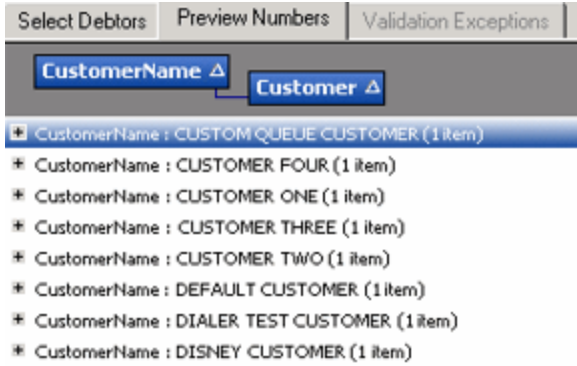 Select Debtors Preview Numbers Validation Exceptions
CustomerName
Customer
CustomerName : CUSTOM QUEUE CUSTOMER (1 item)
CustomerName : CUSTOMER FOUR (1 item)
CustomerName : CUSTOMER ONE (1 item)
CustomerName : CUSTOMER THREE (1 item)
CustomerName : CUSTOMER TWO (1 item)
CustomerName : DEFAULT CUSTOMER (1 item)
CustomerName : DIALER TEST CUSTOMER (1 item)
CustomerName : DISNEY CUSTOMER (1 item)